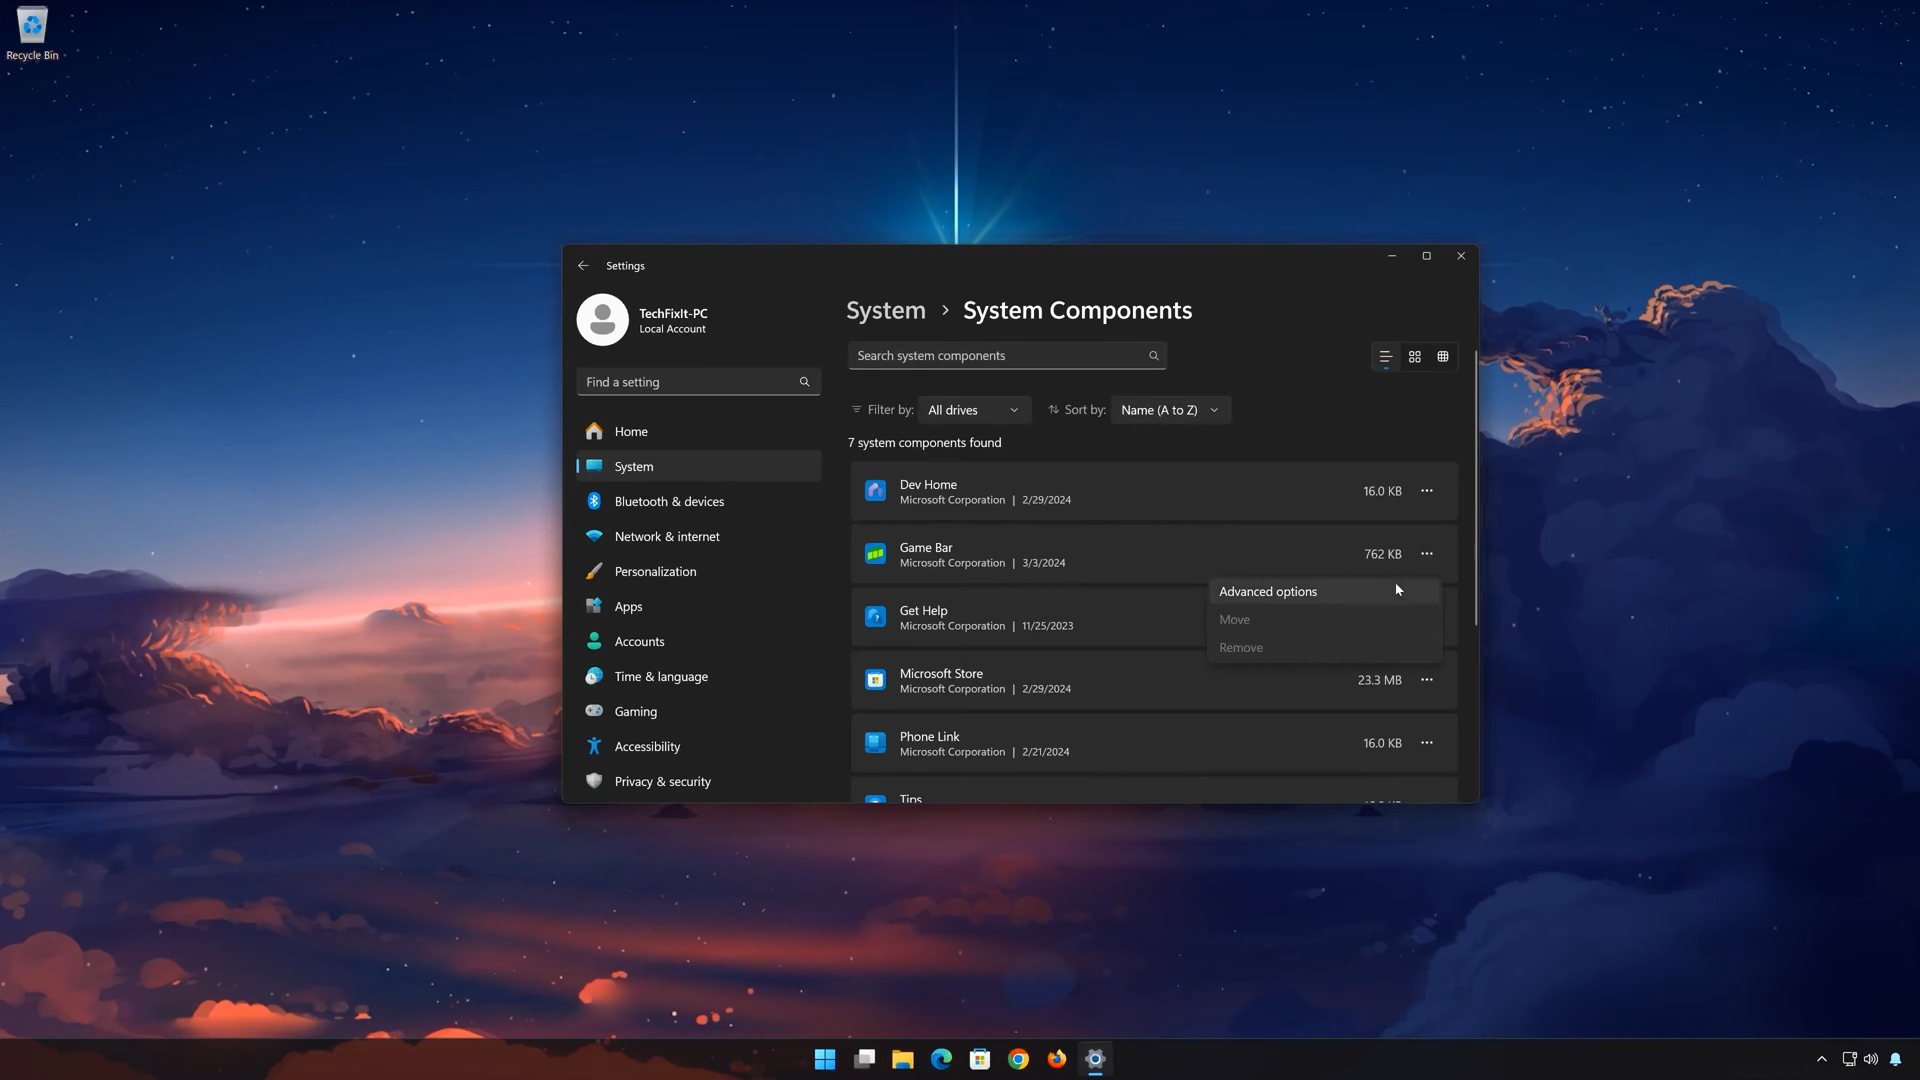 Recycle Bin
Settings
TechFixIt-PC
Local Account
Find a setting
Home
System
Bluetooth & devices
Network & internet
Personalization
Apps
Accounts
Time & language
Gaming
Accessibility
Privacy & security
System > System Components
Search system components
Filter by: All drives Sort by: Name (A to Z)
7 system components found
Dev Home
Microsoft Corporation | 2/29/2024
16.0 KB
Game Bar
Microsoft Corporation | 3/3/2024
762 KB
Advanced options
Move
Remove
Get Help
Microsoft Corporation | 11/25/2023
Microsoft Store
Microsoft Corporation | 2/29/2024
23.3 MB
Phone Link
Microsoft Corporation | 2/21/2024
16.0 KB
Tips